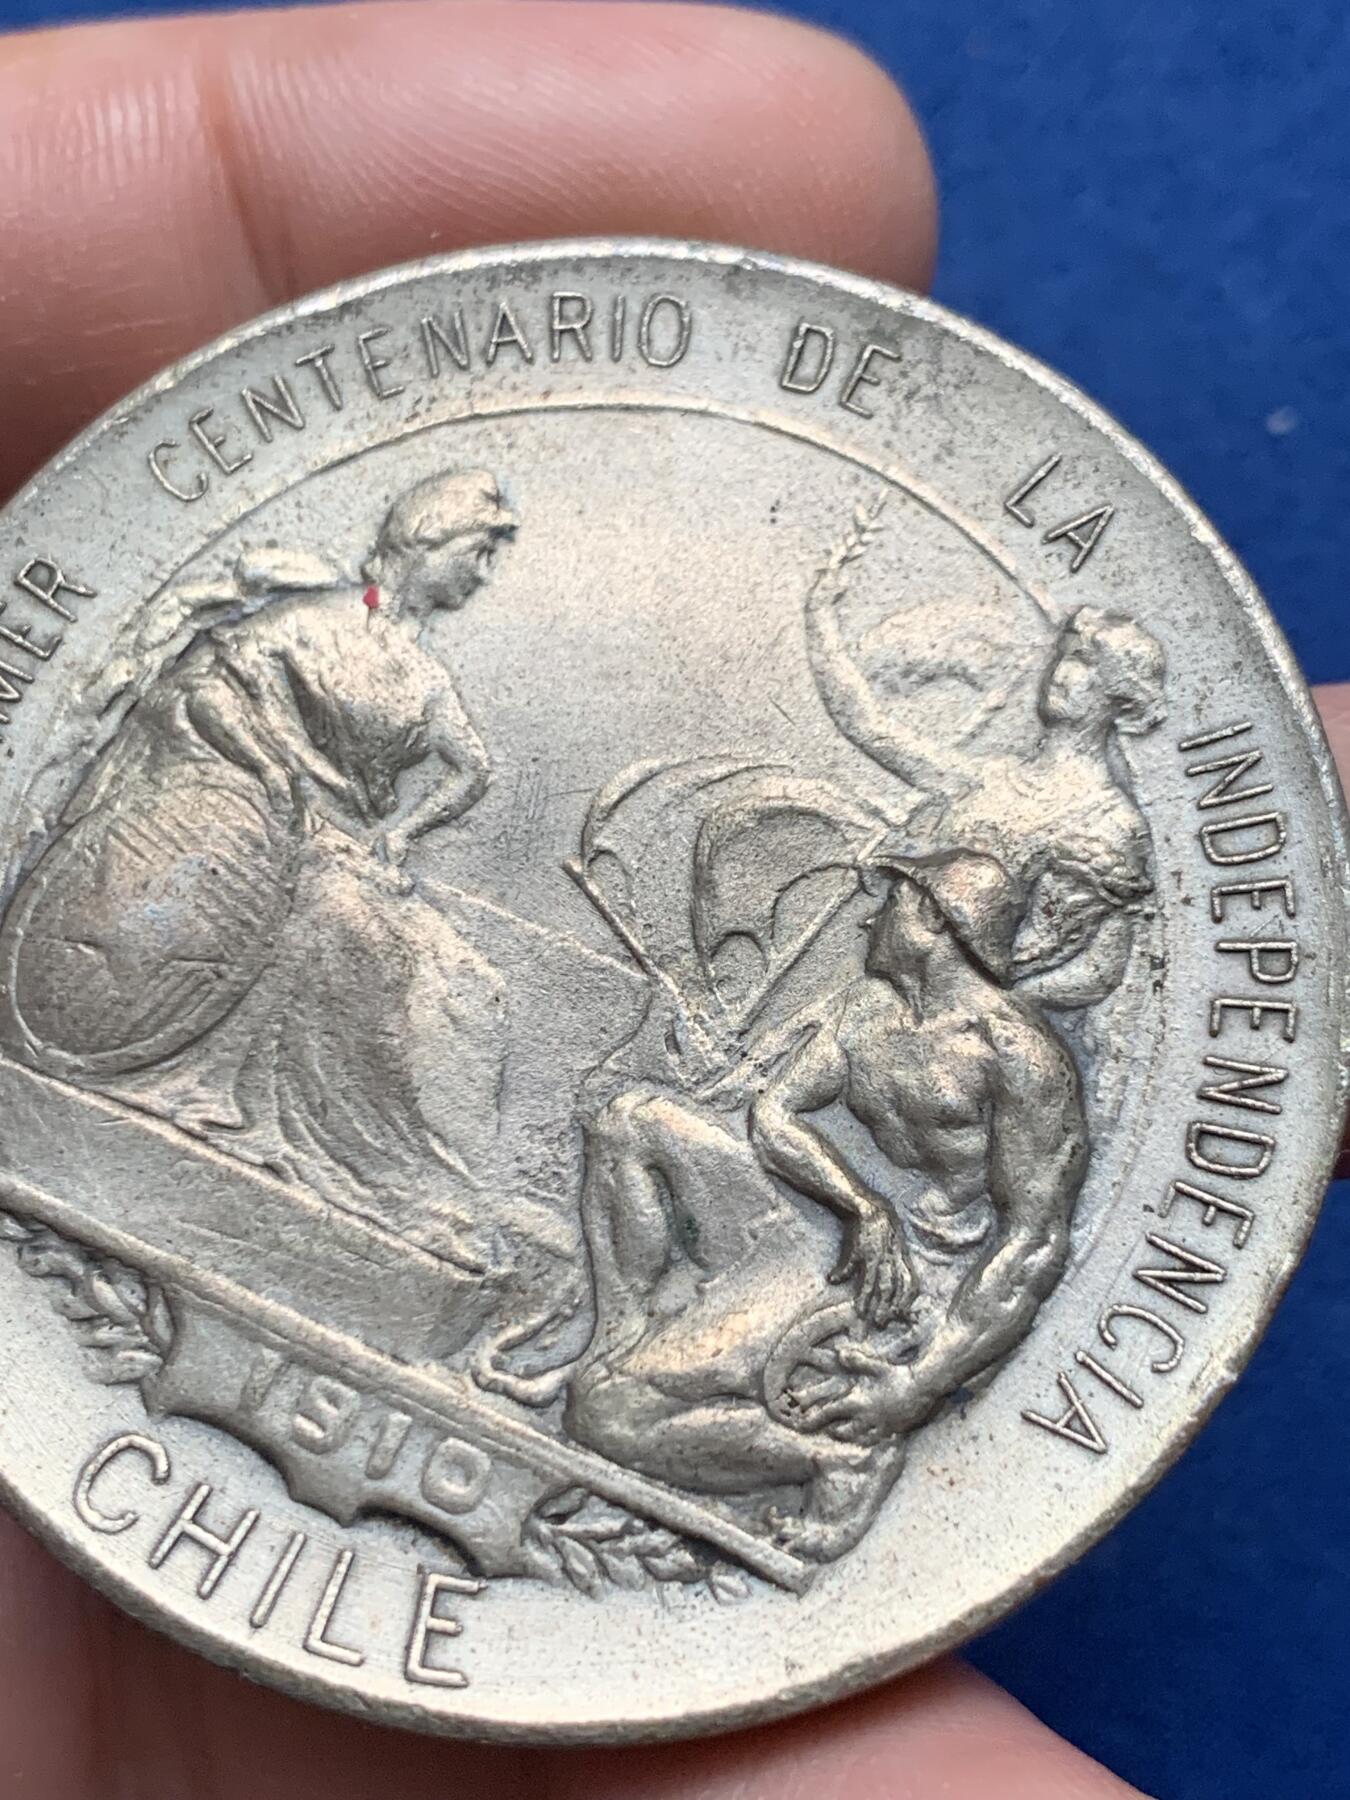 MER CENTENARIO DE LA INDEPENDENCIA
1910
CHILE